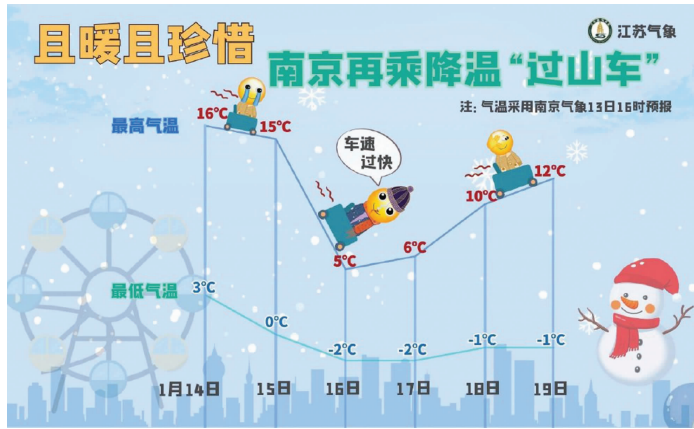 且暖且珍惜
江苏气象
南京再乘降温“过山车”
注：气温采用南京气象13日16时预报
最高气温
16℃
15℃
车速
过快
5℃
6℃
10℃
12℃
最低气温
3℃
0℃
-2℃
-2℃
-1℃
-1℃
1月14日
15日
16日
17日
18日
19日